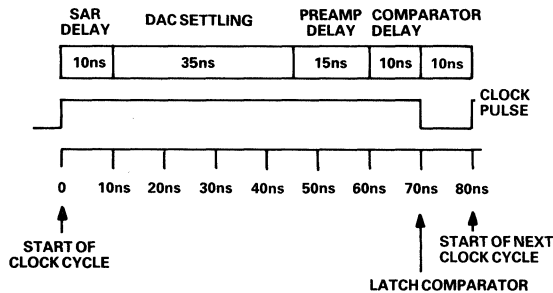 SAR DELAY
DAC SETTLING
PREAMP DELAY
COMPARATOR DELAY
10ns
35ns
15ns
10ns
10ns
CLOCK PULSE
0
10ns
20ns
30ns
40ns
50ns
60ns
70ns
80ns
START OF CLOCK CYCLE
START OF NEXT CLOCK CYCLE
LATCH COMPARATOR